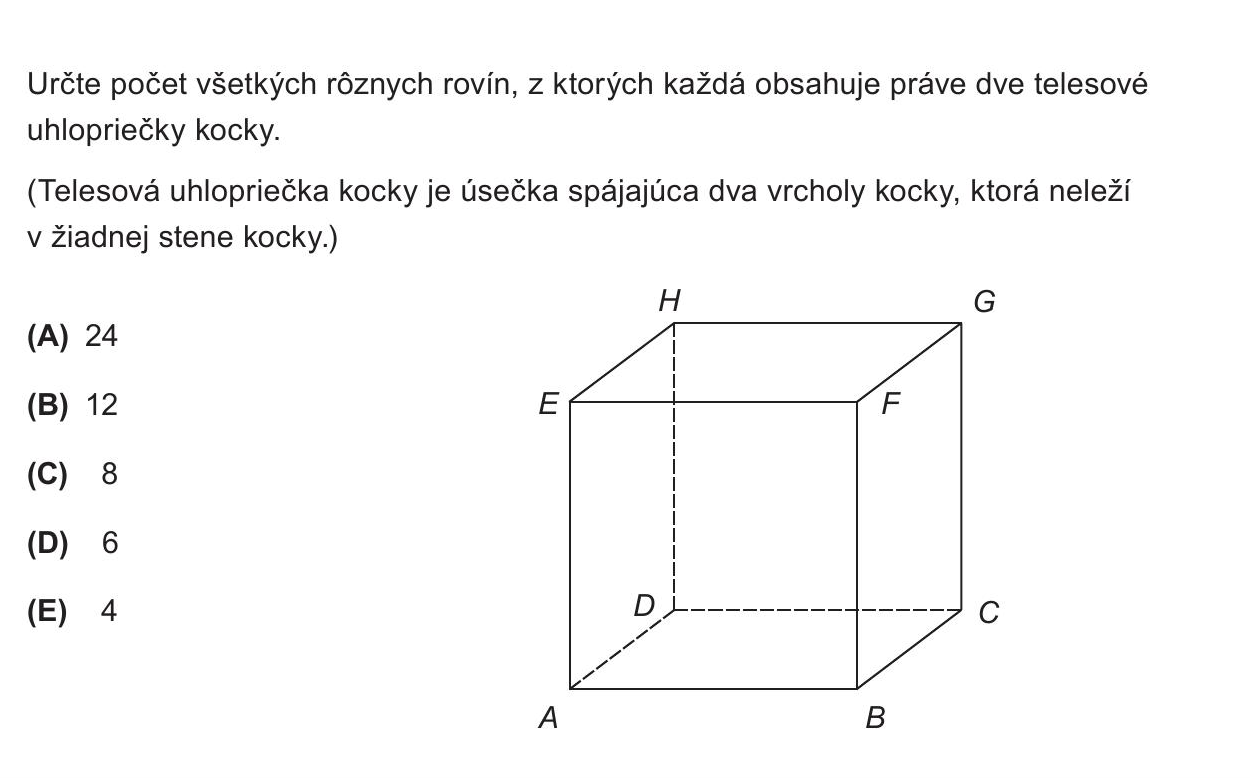 Určte počet všetkých rôznych rovín, z ktorých každá obsahuje práve dve telesové
uhlopriečky kocky.
(Telesová uhlopriečka kocky je úsečka spájajúca dva vrcholy kocky, ktorá neleží
v žiadnej stene kocky.)
(A) 24
(B) 12
(C) 8
(D) 6
(E) 4
H G
E F
D C
A B